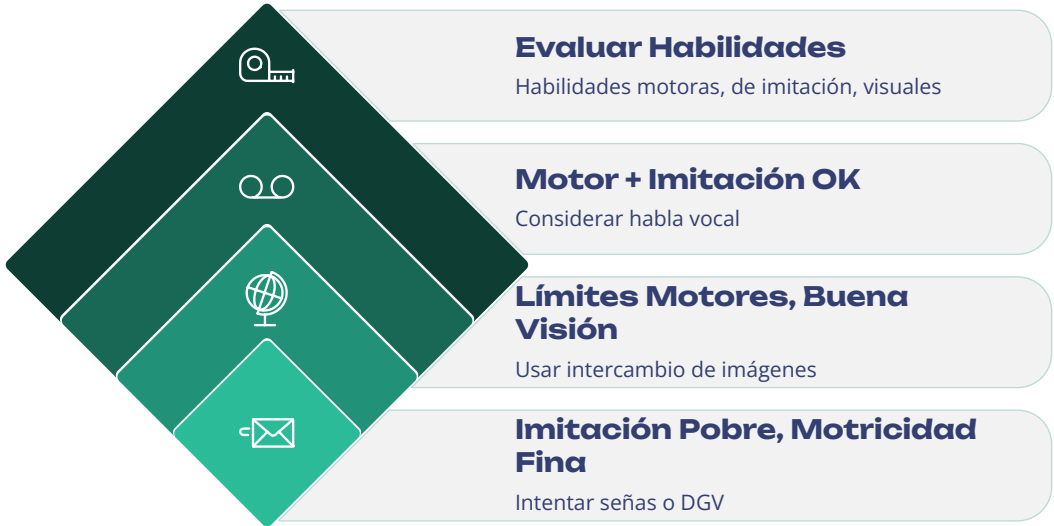 Evaluar Habilidades
Habilidades motoras, de imitación, visuales
Motor + Imitación OK
Considerar habla vocal
Límites Motores, Buena
Visión
Usar intercambio de imágenes
Imitación Pobre, Motricidad
Fina
Intentar señas o DGV